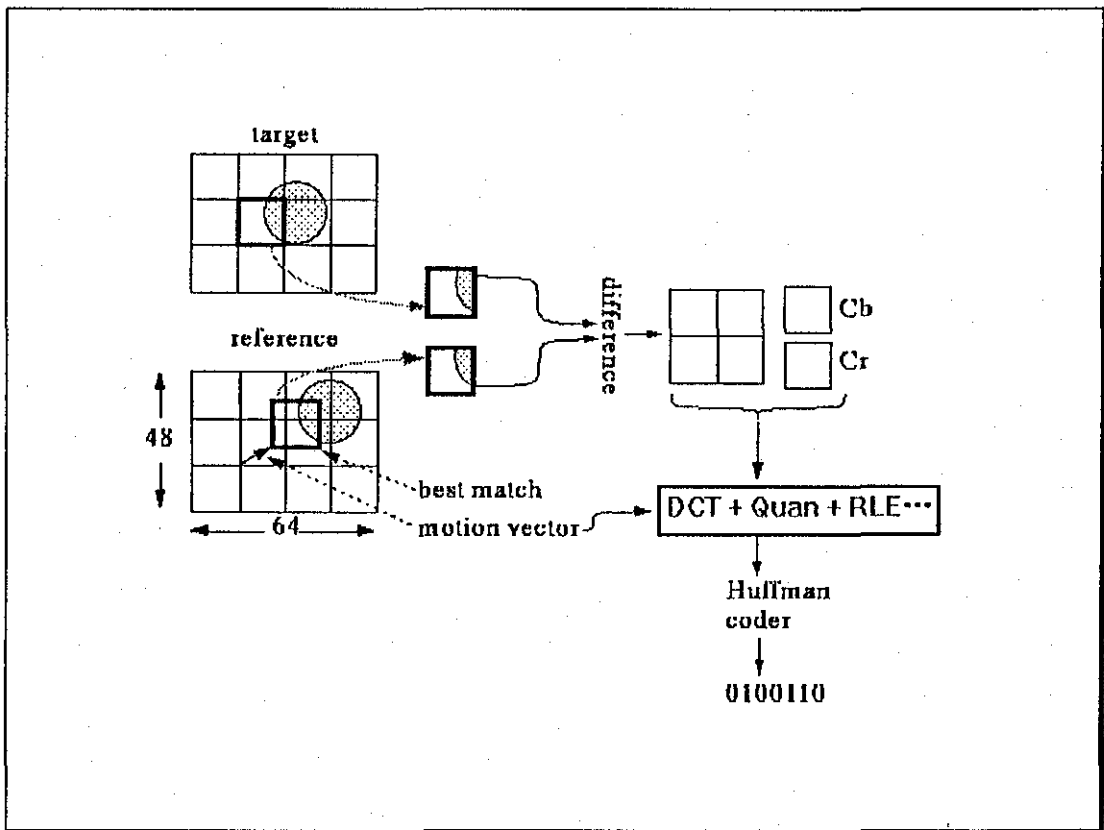 target
difference
Cb
Cr
reference
48
64
best match
motion vector
DCT + Quan + RLE···
Huffman
coder
0100110